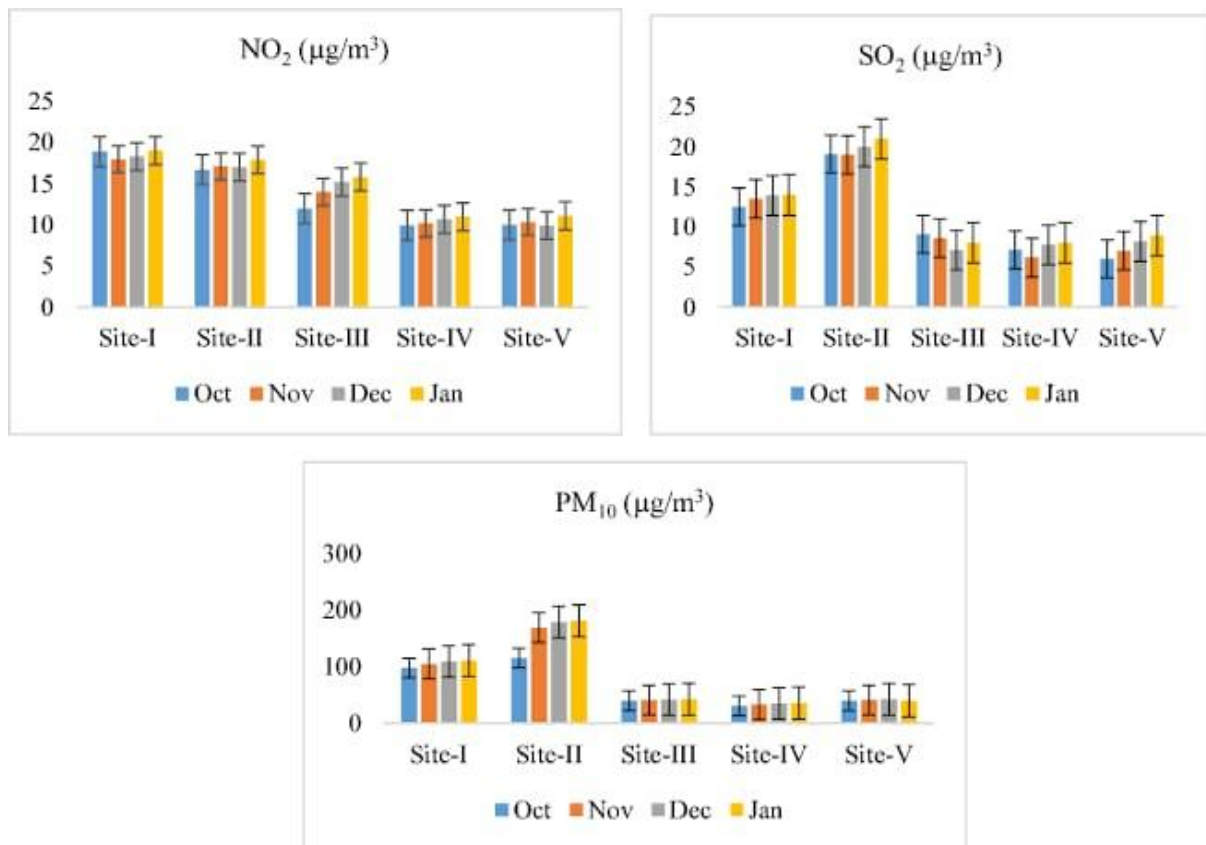 NO₂ (µg/m³)
25
20
15
10
5
0
Site-I Site-II Site-III Site-IV Site-V
Oct Nov Dec Jan
SO₂ (µg/m³)
25
20
15
10
5
0
Site-I Site-II Site-III Site-IV Site-V
Oct Nov Dec Jan
PM₁₀ (µg/m³)
300
200
100
0
Site-I Site-II Site-III Site-IV Site-V
Oct Nov Dec Jan